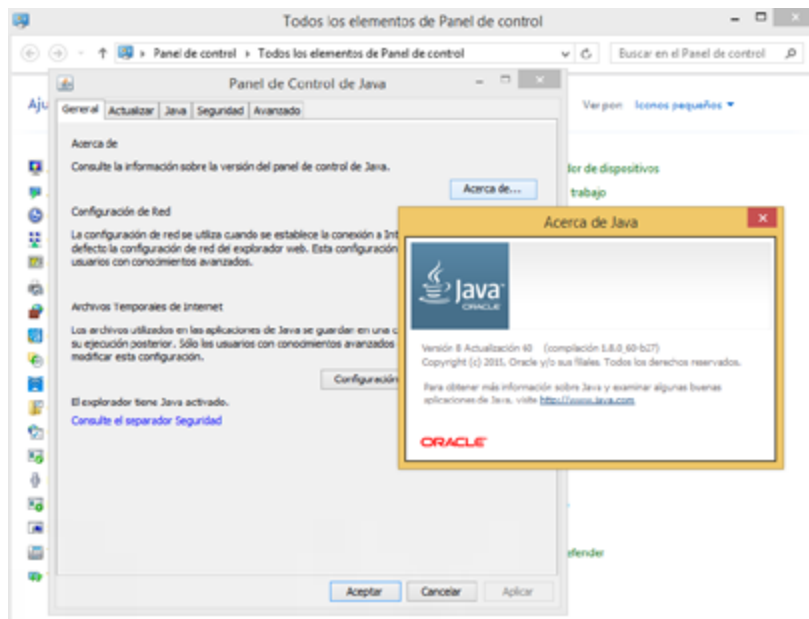 Todos los elementos de Panel de control
Panel de control
Todos los elementos de Panel de control
Buscar en el Panel de control
Aju
Ver por:
Iconos pequeños
Panel de Control de Java
General
Actualizar
Java
Seguridad
Avanzado
Acerca de
Consulte la información sobre la versión del panel de control de Java.
Acerca de...
Configuración de Red
La configuración de red se utiliza cuando se establece la conexión a Int
defecto la configuración de red del explorador web. Esta configuración
usuarios con conocimientos avanzados.
Archivos Temporales de Internet
Los archivos utilizados en las aplicaciones de Java se guardan en una c
su ejecución posterior. Sólo los usuarios con conocimientos avanzados
modificar esta configuración.
Configuración
El explorador tiene Java activado.
Consulte el separador Seguridad
Aceptar
Cancelar
Aplicar
dor de dispositivos
trabajo
efender
Acerca de Java
Java
ORACLE
Versión 8 Actualización 60 (compilación 1.8.0_60-b27)
Copyright (c) 2015, Oracle y/o sus filiales. Todos los derechos reservados.
Para obtener más información sobre Java y examinar algunas buenas
aplicaciones de Java, visite http://www.java.com
ORACLE